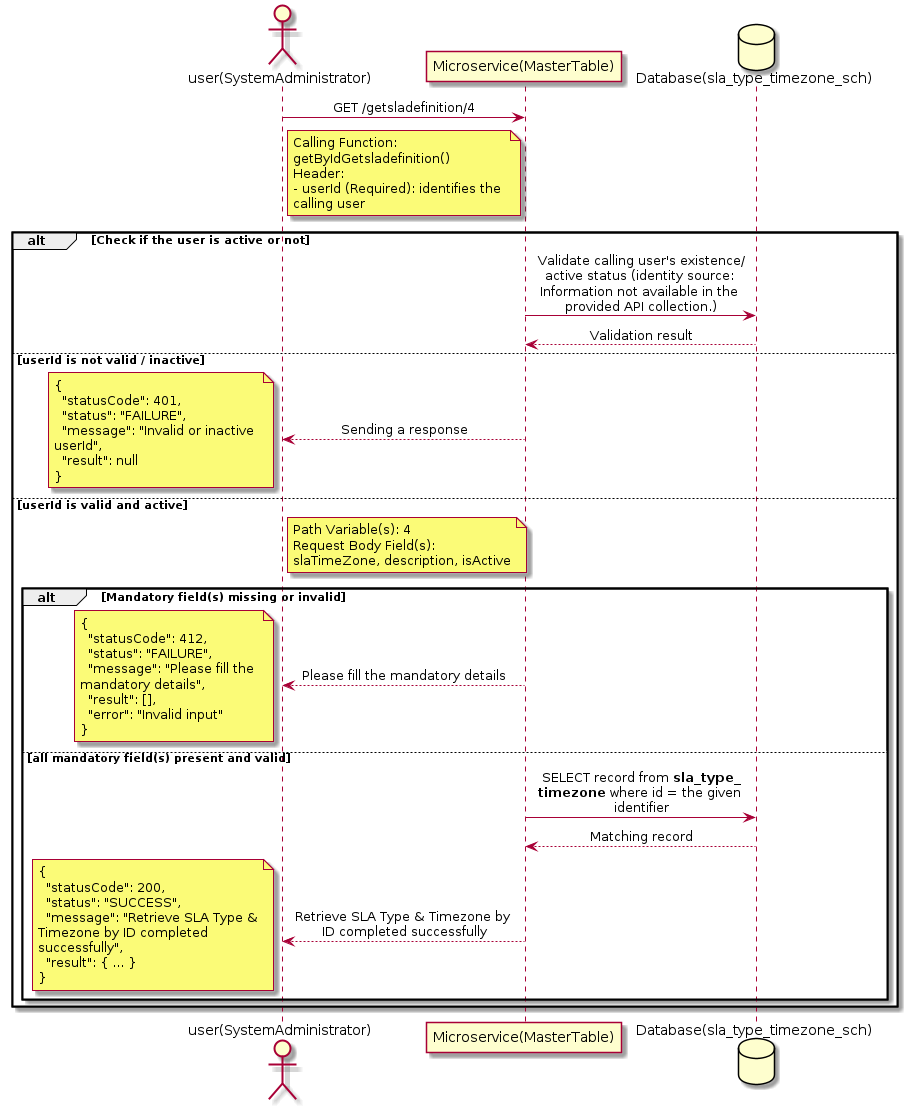 user(SystemAdministrator)
Microservice(MasterTable)
Database(sla_type_timezone_sch)
GET /getsladefinition/4
Calling Function:
getByIdGetsladefinition()
Header:
- userId (Required): identifies the
calling user
alt
[Check if the user is active or not]
Validate calling user's existence/
active status (identity source:
Information not available in the
provided API collection.)
Validation result
[userId is not valid / inactive]
{
"statusCode": 401,
"status": "FAILURE",
"message": "Invalid or inactive
userId",
"result": null
}
Sending a response
[userId is valid and active]
Path Variable(s): 4
Request Body Field(s):
slaTimeZone, description, isActive
alt
[Mandatory field(s) missing or invalid]
{
"statusCode": 412,
"status": "FAILURE",
"message": "Please fill the
mandatory details",
"result": [],
"error": "Invalid input"
}
Please fill the mandatory details
[all mandatory field(s) present and valid]
SELECT record from sla_type_
timezone where id = the given
identifier
Matching record
{
"statusCode": 200,
"status": "SUCCESS",
"message": "Retrieve SLA Type &
Timezone by ID completed
successfully",
"result": { ... }
}
Retrieve SLA Type & Timezone by
ID completed successfully
user(SystemAdministrator)
Microservice(MasterTable)
Database(sla_type_timezone_sch)